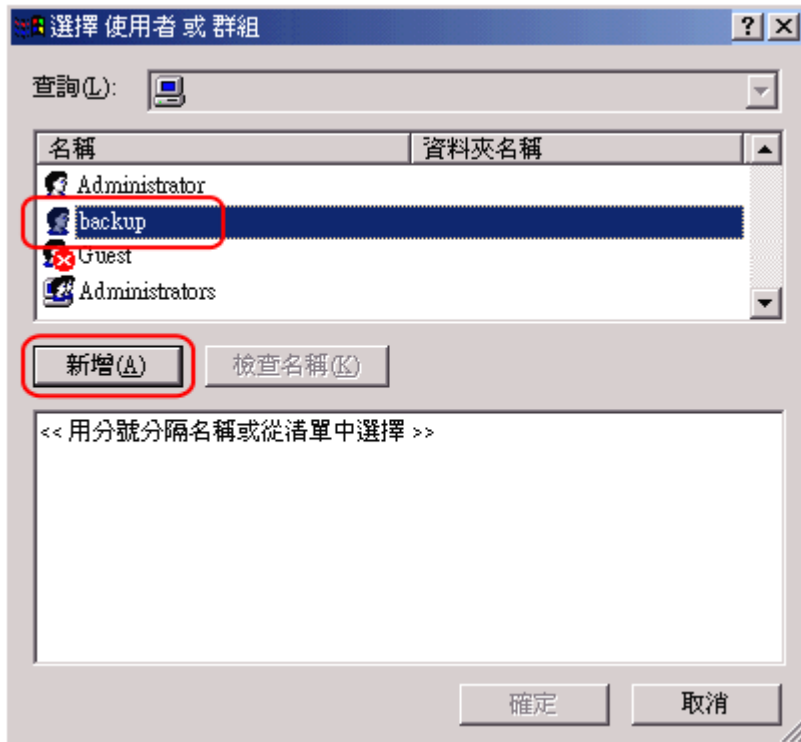 選擇 使用者 或 群組
查詢(L):
名稱 資料夾名稱
Administrator
backup
Guest
Administrators
新增(A) 檢查名稱(K)
<< 用分號分隔名稱或從清單中選擇 >>
確定 取消